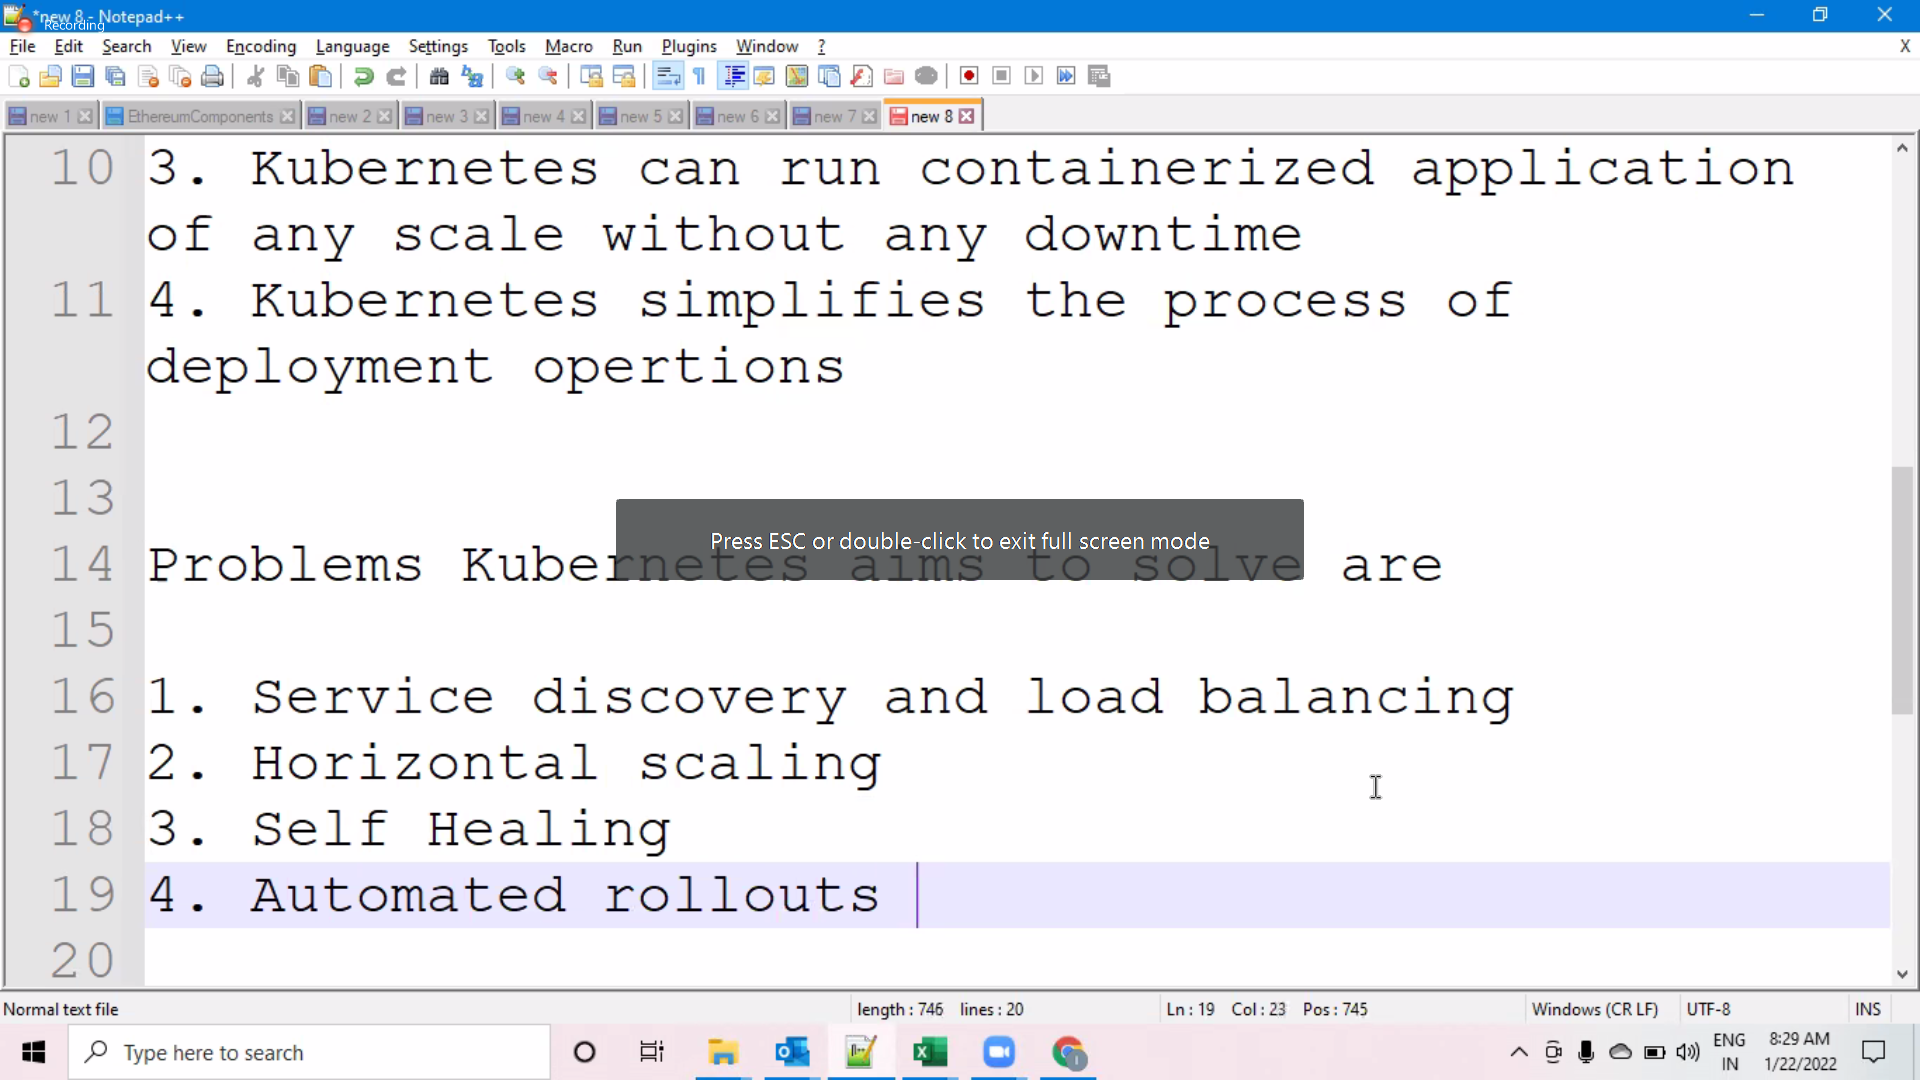 *new 8 - Notepad++
Recording
File Edit Search View Encoding Language Settings Tools Macro Run Plugins Window ? X
new 1 EthereumComponents new 2 new 3 new 4 new 5 new 6 new 7 new 8
10 3. Kubernetes can run containerized application
of any scale without any downtime
11 4. Kubernetes simplifies the process of
deployment opertions
12
13
Press ESC or double-click to exit full screen mode
14 Problems Kubernetes aims to solve are
15
16 1. Service discovery and load balancing
17 2. Horizontal scaling
18 3. Self Healing
19 4. Automated rollouts
20
Normal text file length : 746 lines : 20 Ln : 19 Col : 23 Pos : 745 Windows (CR LF) UTF-8 INS
Type here to search
ENG
IN
8:29 AM
1/22/2022